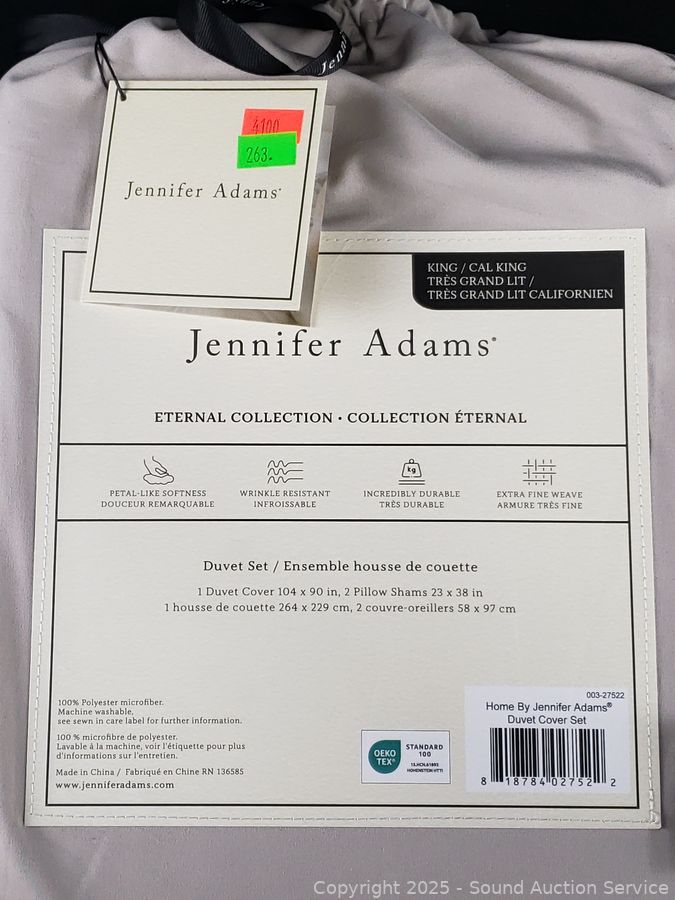 Jenni
4100
263.
Jennifer Adams
KING / CAL KING
TRÈS GRAND LIT /
TRÈS GRAND LIT CALIFORNIEN
Jennifer Adams®
ETERNAL COLLECTION • COLLECTION ÉTERNAL
kg
PETAL-LIKE SOFTNESS
DOUCEUR REMARQUABLE
WRINKLE RESISTANT
INFROISSABLE
INCREDIBLY DURABLE
TRÈS DURABLE
EXTRA FINE WEAVE
ARMURE TRÈS FINE
Duvet Set / Ensemble housse de couette
1 Duvet Cover 104 x 90 in, 2 Pillow Shams 23 x 38 in
1 housse de couette 264 x 229 cm, 2 couvre-oreillers 58 x 97 cm
100% Polyester microfiber.
Machine washable,
see sewn in care label for further information.
100 % microfibre de polyester.
Lavable à la machine, voir l'étiquette pour plus
d'informations sur l'entretien.
Made in China / Fabriqué en Chine RN 136585
www.jenniferadams.com
OEKO
TEX®
STANDARD
100
15.HCN.61893
HOHENSTEIN HTTI
003-27522
Home By Jennifer Adams®
Duvet Cover Set
8 18784 02752 2
Copyright 2025 - Sound Auction Service